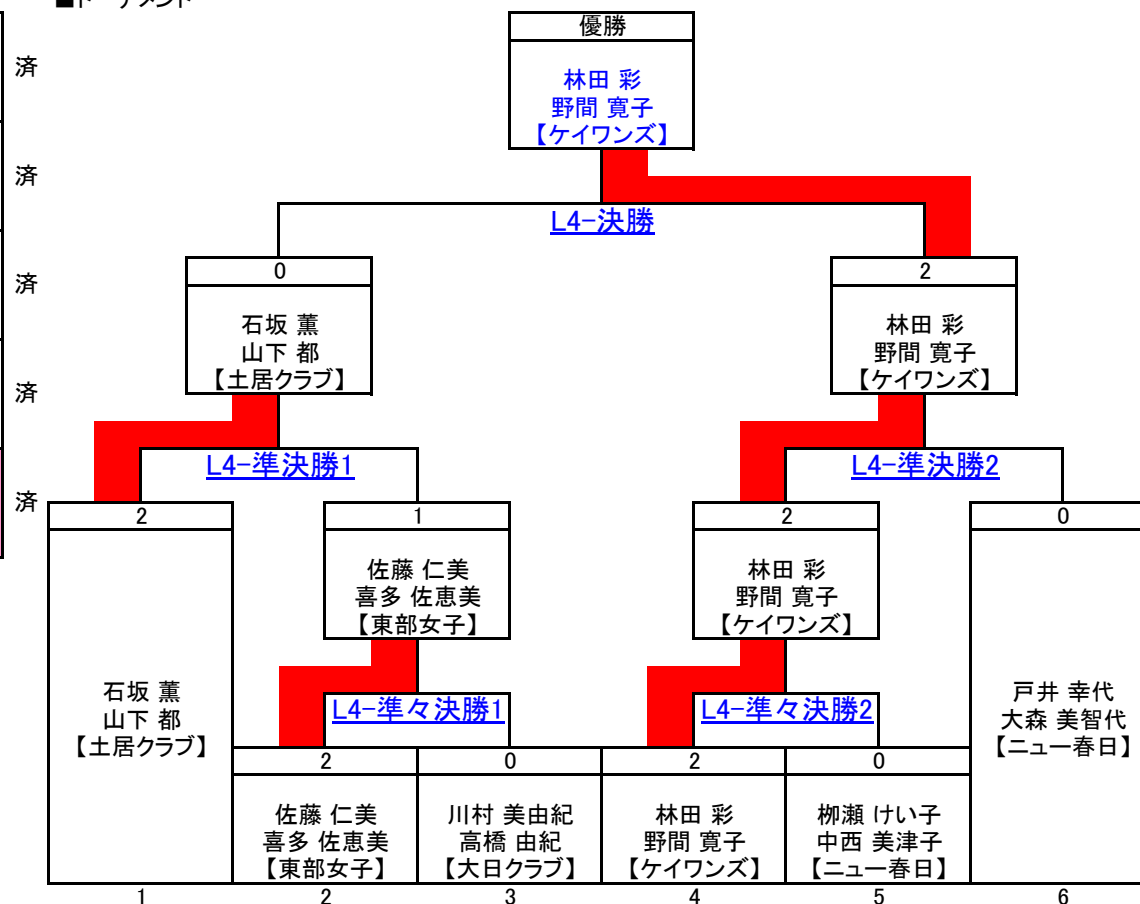 ■トーナメント
優勝
林田 彩
野間 寛子
【ケイワンズ】
済
済
済
済
済
L4-決勝
0
石坂 薫
山下 都
【土居クラブ】
2
林田 彩
野間 寛子
【ケイワンズ】
L4-準決勝1
L4-準決勝2
2
石坂 薫
山下 都
【土居クラブ】
1
佐藤 仁美
喜多 佐恵美
【東部女子】
2
林田 彩
野間 寛子
【ケイワンズ】
0
戸井 幸代
大森 美智代
【ニュー春日】
L4-準々決勝1
L4-準々決勝2
2
佐藤 仁美
喜多 佐恵美
【東部女子】
0
川村 美由紀
高橋 由紀
【大日クラブ】
2
林田 彩
野間 寛子
【ケイワンズ】
0
栁瀬 けい子
中西 美津子
【ニュー春日】
1
2
3
4
5
6